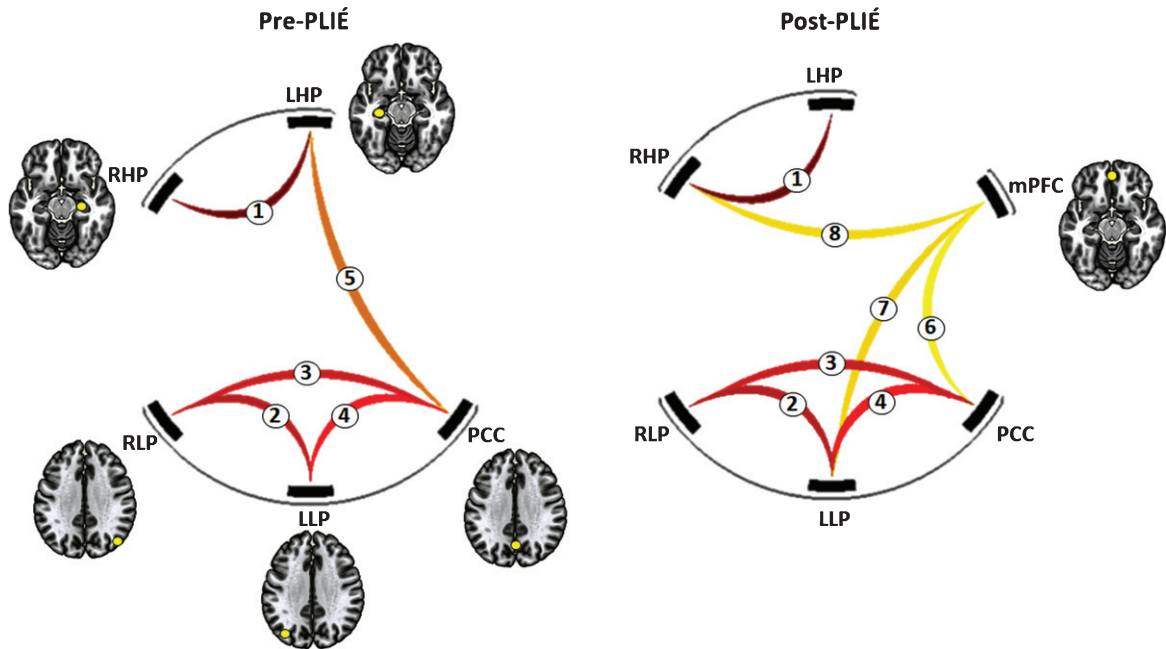 Pre-PLIÉ
LHP
RHP
1
5
3
2
4
RLP
PCC
LLP
Post-PLIÉ
LHP
RHP
1
mPFC
8
7
6
3
2
4
RLP
PCC
LLP